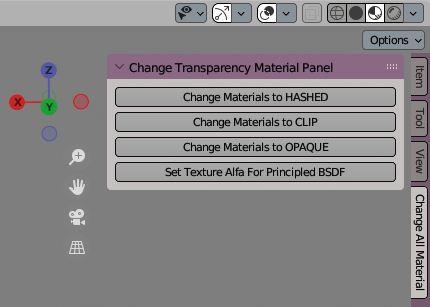 Options
Z
X
Y
Change Transparency Material Panel
Change Materials to HASHED
Change Materials to CLIP
Change Materials to OPAQUE
Set Texture Alfa For Principled BSDF
Item
Tool
View
Change All Material